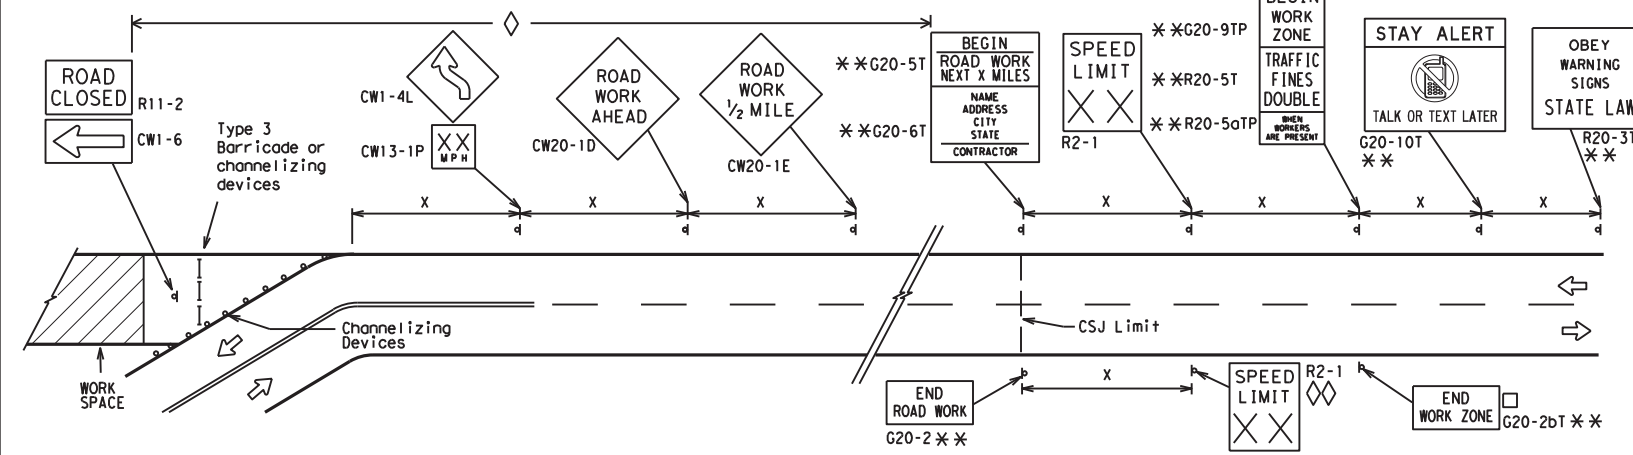 ROAD
CLOSED
R11-2
CW1-6
Type 3
Barricade or
channelizing
devices
CW1-4L
XX
MPH
CW13-1P
ROAD
WORK
AHEAD
CW20-1D
ROAD
WORK
1/2 MILE
CW20-1E
**G20-5T
BEGIN
ROAD WORK
NEXT X MILES
**G20-6T
NAME
ADDRESS
CITY
STATE
CONTRACTOR
SPEED
LIMIT
XX
R2-1
**G20-9TP
BEGIN
WORK
ZONE
**R20-5T
TRAFFIC
FINES
DOUBLE
**R20-5aTP
WHEN
WORKERS
ARE PRESENT
STAY ALERT
TALK OR TEXT LATER
G20-10T
**
OBEY
WARNING
SIGNS
STATE LAW
R20-3T
**
X
X
X
X
X
X
X
Channelizing
Devices
CSJ Limit
WORK
SPACE
END
ROAD WORK
G20-2**
X
SPEED
LIMIT
XX
R2-1
END
WORK ZONE
G20-2bT**